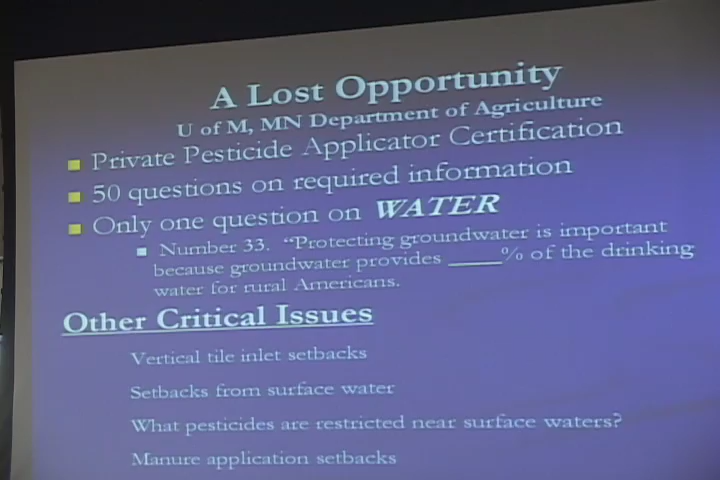 A Lost Opportunity
U of M, MN Department of Agriculture
Private Pesticide Applicator Certification
50 questions on required information
Only one question on WATER
Number 33. “Protecting groundwater is important
because groundwater provides _____% of the drinking
water for rural Americans.
Other Critical Issues
Vertical tile inlet setbacks
Setbacks from surface water
What pesticides are restricted near surface waters?
Manure application setbacks